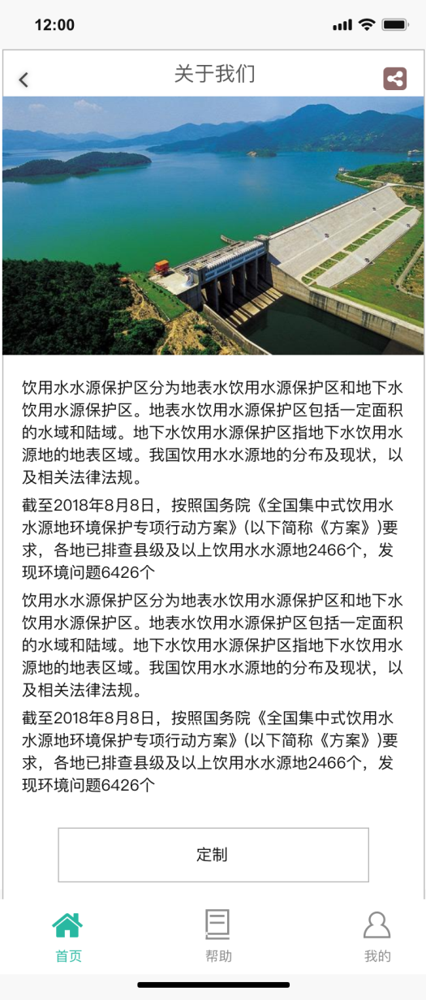 12:00
关于我们
饮用水水源保护区分为地表水饮用水源保护区和地下水
饮用水源保护区。地表水饮用水源保护区包括一定面积
的水域和陆域。地下水饮用水源保护区指地下水饮用水
源地的地表区域。我国饮用水水源地的分布及现状，以
及相关法律法规。
截至2018年8月8日，按照国务院《全国集中式饮用水
水源地环境保护专项行动方案》(以下简称《方案》)要
求，各地已排查县级及以上饮用水水源地2466个，发
现环境问题6426个
饮用水水源保护区分为地表水饮用水源保护区和地下水
饮用水源保护区。地表水饮用水源保护区包括一定面积
的水域和陆域。地下水饮用水源保护区指地下水饮用水
源地的地表区域。我国饮用水水源地的分布及现状，以
及相关法律法规。
截至2018年8月8日，按照国务院《全国集中式饮用水
水源地环境保护专项行动方案》(以下简称《方案》)要
求，各地已排查县级及以上饮用水水源地2466个，发
现环境问题6426个
定制
首页 帮助 我的